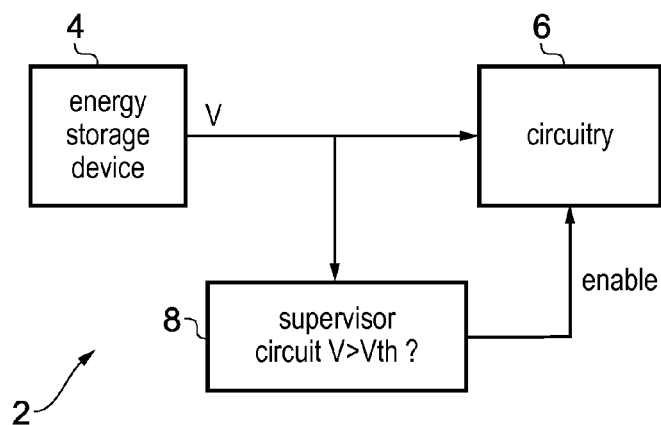 4
energy
storage
device
V
6
circuitry
enable
8
supervisor
circuit V>Vth ?
2